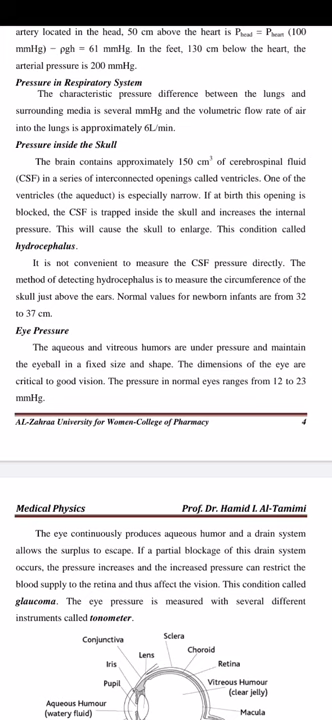 artery located in the head, 50 cm above the heart is Phead = Pheart (100
mmHg) − ρgh = 61 mmHg. In the feet, 130 cm below the heart, the
arterial pressure is 200 mmHg.
Pressure in Respiratory System
The characteristic pressure difference between the lungs and
surrounding media is several mmHg and the volumetric flow rate of air
into the lungs is approximately 6L/min.
Pressure inside the Skull
The brain contains approximately 150 cm³ of cerebrospinal fluid
(CSF) in a series of interconnected openings called ventricles. One of the
ventricles (the aqueduct) is especially narrow. If at birth this opening is
blocked, the CSF is trapped inside the skull and increases the internal
pressure. This will cause the skull to enlarge. This condition called
hydrocephalus.
It is not convenient to measure the CSF pressure directly. The
method of detecting hydrocephalus is to measure the circumference of the
skull just above the ears. Normal values for newborn infants are from 32
to 37 cm.
Eye Pressure
The aqueous and vitreous humors are under pressure and maintain
the eyeball in a fixed size and shape. The dimensions of the eye are
critical to good vision. The pressure in normal eyes ranges from 12 to 23
mmHg.
AL-Zahraa University for Women-College of Pharmacy 4
Medical Physics Prof. Dr. Hamid I. Al-Tamimi
The eye continuously produces aqueous humor and a drain system
allows the surplus to escape. If a partial blockage of this drain system
occurs, the pressure increases and the increased pressure can restrict the
blood supply to the retina and thus affect the vision. This condition called
glaucoma. The eye pressure is measured with several different
instruments called tonometer.
Conjunctiva
Sclera
Choroid
Lens
Iris
Retina
Pupil
Vitreous Humour
(clear jelly)
Aqueous Humour
(watery fluid)
Macula